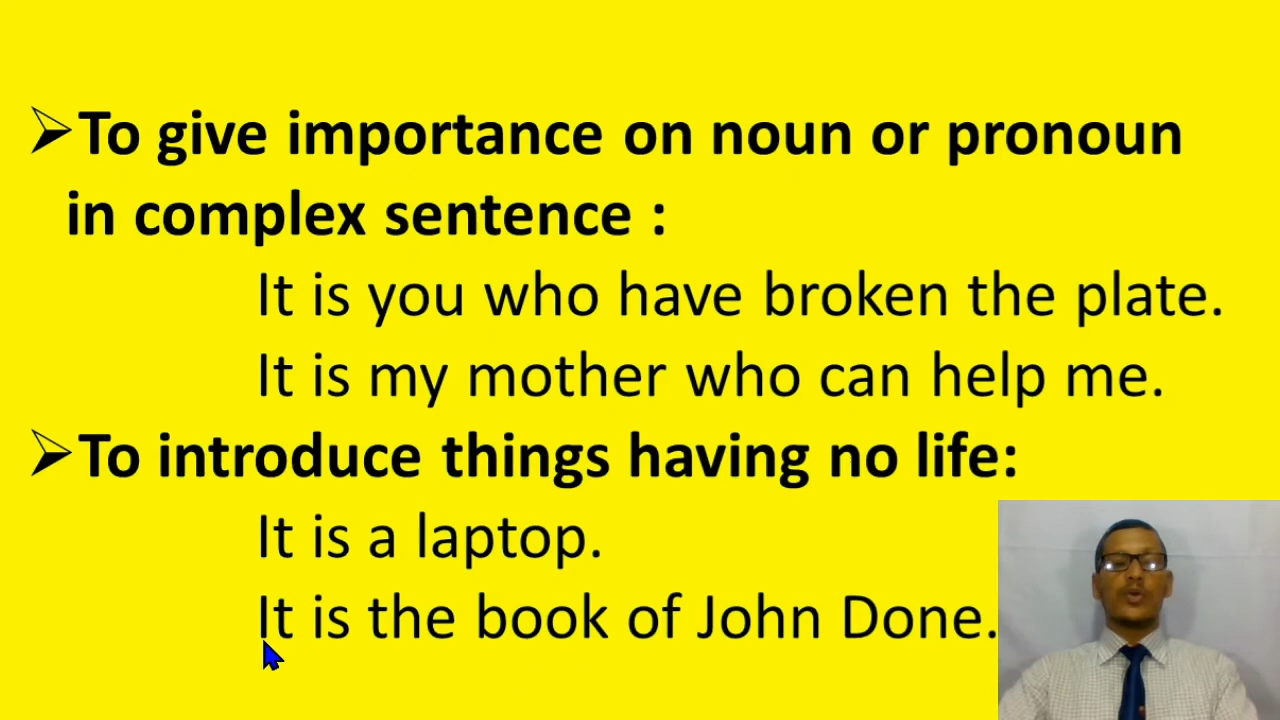 ➢To give importance on noun or pronoun
in complex sentence :
It is you who have broken the plate.
It is my mother who can help me.
➢To introduce things having no life:
It is a laptop.
It is the book of John Done.